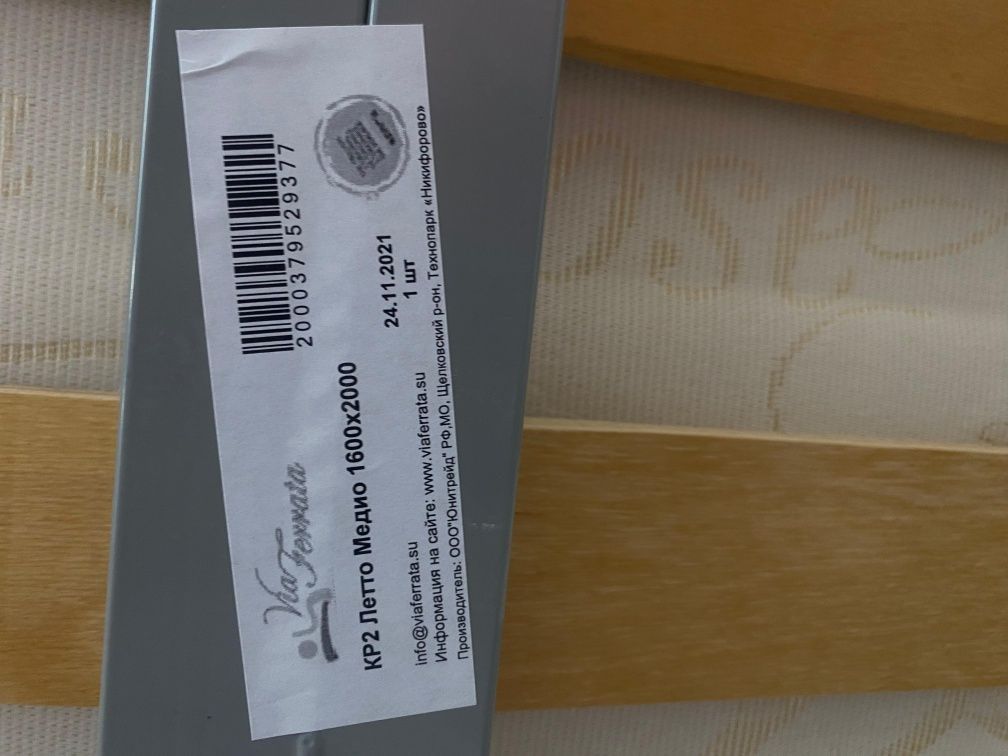 2000379529377
Via Ferrata
КР2 Летто Медио 1600х2000
24.11.2021
1 шт
info@viaferrata.su
Информация на сайте: www.viaferrata.su
Производитель: ООО"Юнитрейд" РФ,МО, Щелковский р-он, Технопарк «Никифорово»